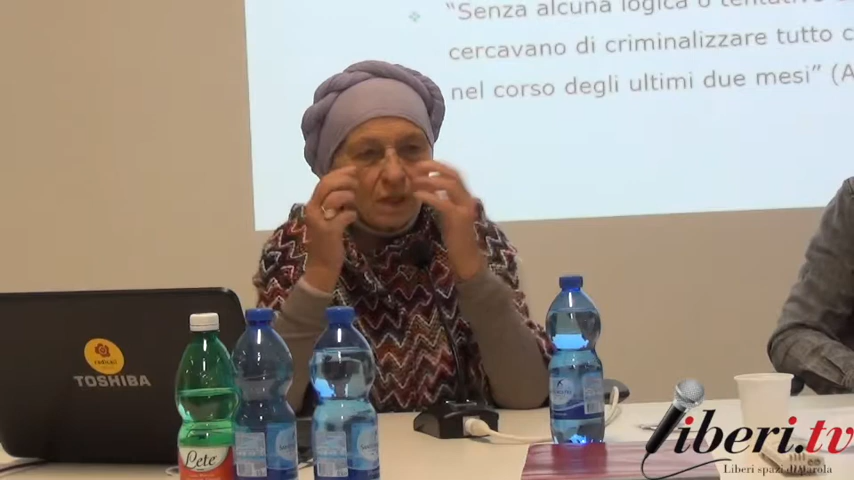 “Senza alcuna logica o tentativo
cercavano di criminalizzare tutto c
nel corso degli ultimi due mesi” (A
TOSHIBA
Lete
liberi.tv
Liberi spazi di Parola